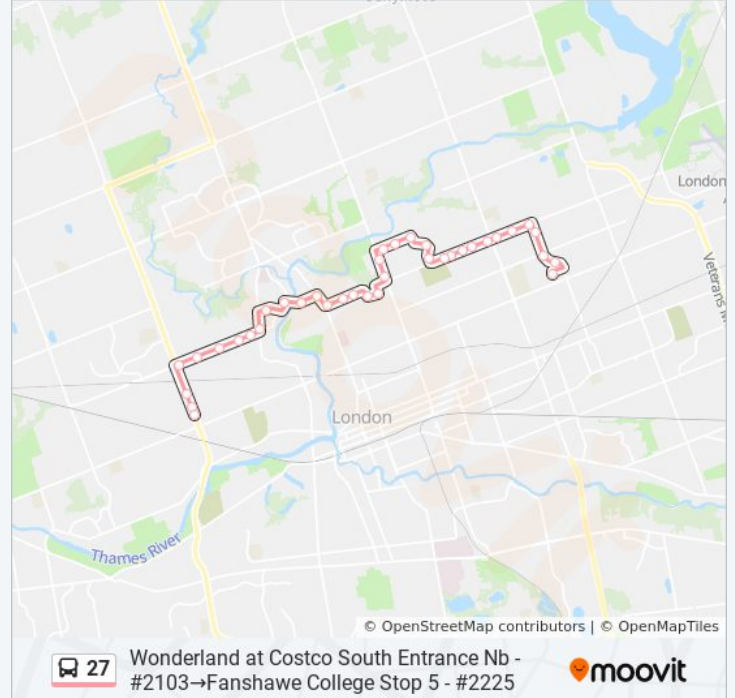 London
Veterans M
London
Thames River
© OpenStreetMap contributors | © OpenMapTiles
27
Wonderland at Costco South Entrance Nb -
#2103→Fanshawe College Stop 5 - #2225
moovit